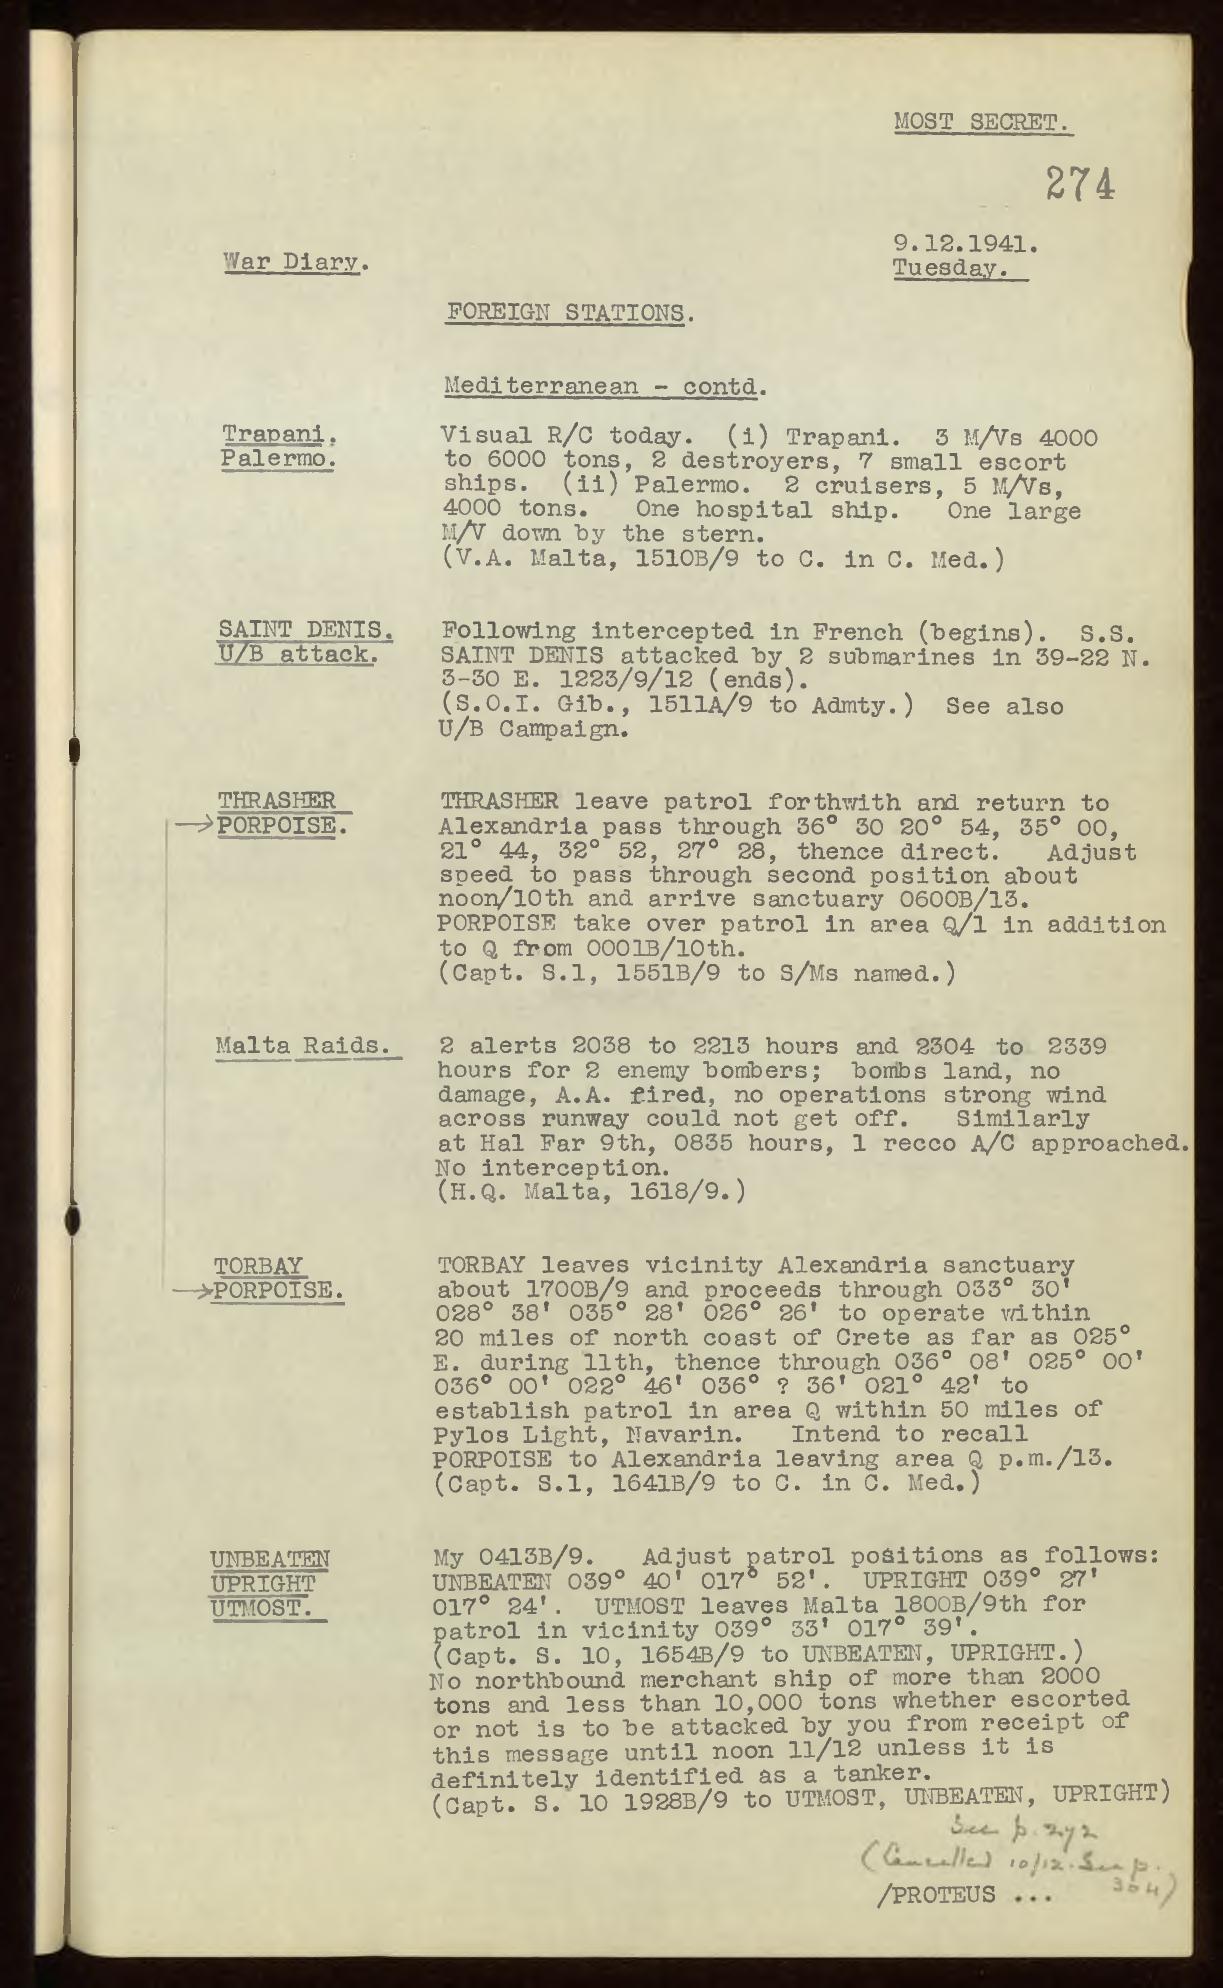 MOST SECRET.
274
9.12.1941.
War Diary.
Tuesday.
FOREIGN STATIONS.
Mediterranean - contd.
Trapani.
Palermo.
Visual R/C today. (i) Trapani. 3 M/Vs 4000
to 6000 tons, 2 destroyers, 7 small escort
ships. (ii) Palermo. 2 cruisers, 5 M/Vs,
4000 tons. One hospital ship. One large
M/V down by the stern.
(V.A. Malta, 1510B/9 to C. in C. Med.)
SAINT DENIS.
U/B attack.
Following intercepted in French (begins). S.S.
SAINT DENIS attacked by 2 submarines in 39-22 N.
3-30 E. 1223/9/12 (ends).
(S.O.I. Gib., 1511A/9 to Admty.) See also
U/B Campaign.
THRASHER
→PORPOISE.
THRASHER leave patrol forthwith and return to
Alexandria pass through 36° 30 20° 54, 35° 00,
21° 44, 32° 52, 27° 28, thence direct. Adjust
speed to pass through second position about
noon/10th and arrive sanctuary 0600B/13.
PORPOISE take over patrol in area Q/1 in addition
to Q from 0001B/10th.
(Capt. S.1, 1551B/9 to S/Ms named.)
Malta Raids.
2 alerts 2038 to 2213 hours and 2304 to 2339
hours for 2 enemy bombers; bombs land, no
damage, A.A. fired, no operations strong wind
across runway could not get off. Similarly
at Hal Far 9th, 0835 hours, 1 recco A/C approached.
No interception.
(H.Q. Malta, 1618/9.)
TORBAY
→PORPOISE.
TORBAY leaves vicinity Alexandria sanctuary
about 1700B/9 and proceeds through 033° 30'
028° 38' 035° 28' 026° 26' to operate within
20 miles of north coast of Crete as far as 025°
E. during 11th, thence through 036° 08' 025° 00'
036° 00' 022° 46' 036° ? 36' 021° 42' to
establish patrol in area Q within 50 miles of
Pylos Light, Navarin. Intend to recall
PORPOISE to Alexandria leaving area Q p.m./13.
(Capt. S.1, 1641B/9 to C. in C. Med.)
UNBEATEN
UPRIGHT
UTMOST.
My 0413B/9. Adjust patrol positions as follows:
UNBEATEN 039° 40' 017° 52'. UPRIGHT 039° 27'
017° 24'. UTMOST leaves Malta 1800B/9th for
patrol in vicinity 039° 33' 017° 39'.
(Capt. S. 10, 1654B/9 to UNBEATEN, UPRIGHT.)
No northbound merchant ship of more than 2000
tons and less than 10,000 tons whether escorted
or not is to be attacked by you from receipt of
this message until noon 11/12 unless it is
definitely identified as a tanker.
(Capt. S. 10 1928B/9 to UTMOST, UNBEATEN, UPRIGHT)
See p. 272
(Cancelled 10/12. See p.
304)
/PROTEUS ...